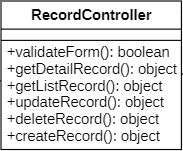 RecordController
+validateForm(): boolean
+getDetailRecord(): object
+getListRecord(): object
+updateRecord(): object
+deleteRecord(): object
+createRecord(): object